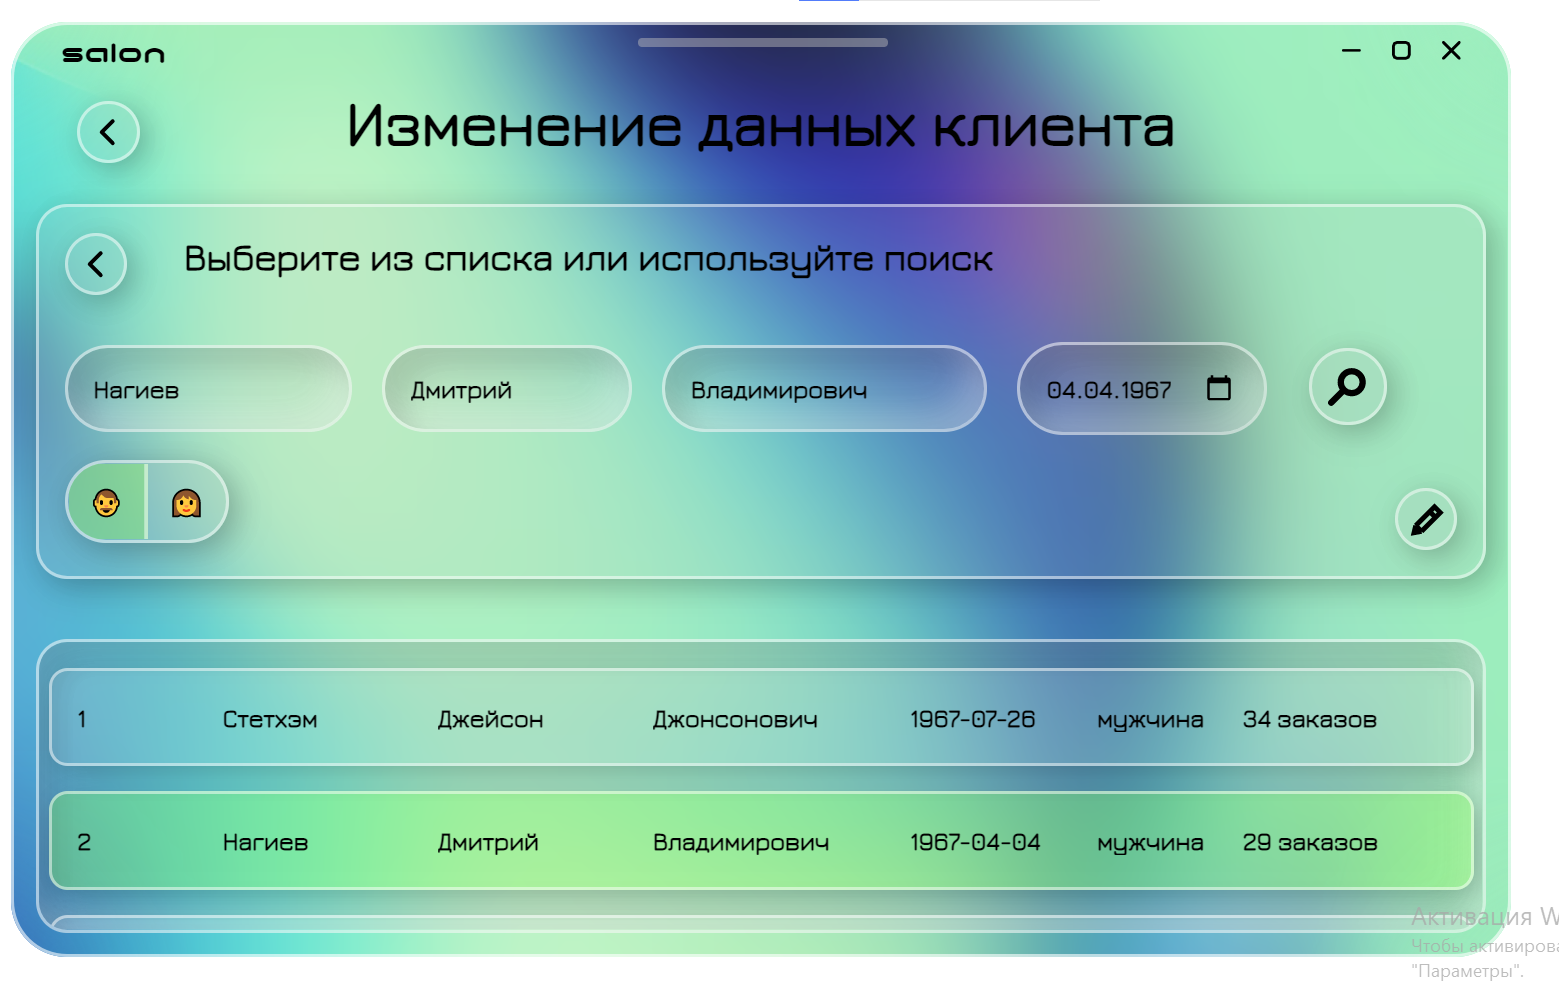 salon
Изменение данных клиента
Выберите из списка или используйте поиск
Нагиев Дмитрий Владимирович 04.04.1967
1 Стетхэм Джейсон Джонсонович 1967-07-26 мужчина 34 заказов
2 Нагиев Дмитрий Владимирович 1967-04-04 мужчина 29 заказов
Активация W
Чтобы активирова
"Параметры".